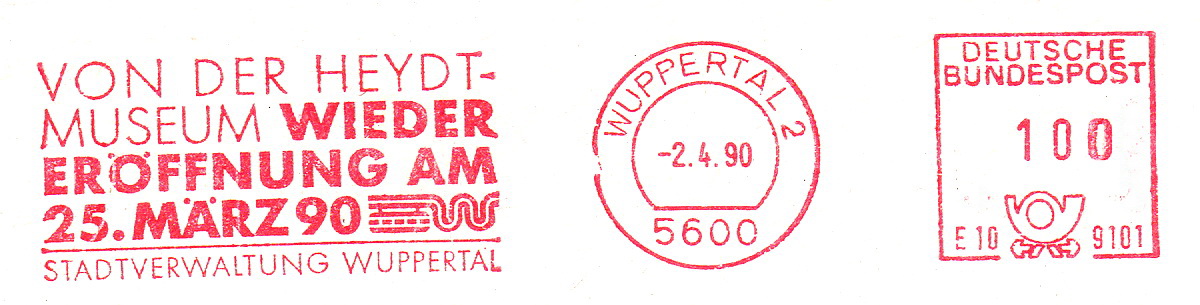 VON DER HEYDT-
MUSEUM WIEDER
ERÖFFNUNG AM
25. MÄRZ 90
STADTVERWALTUNG WUPPERTAL
WUPPERTAL 2
-2.4.90
5600
DEUTSCHE
BUNDESPOST
100
E10 9101